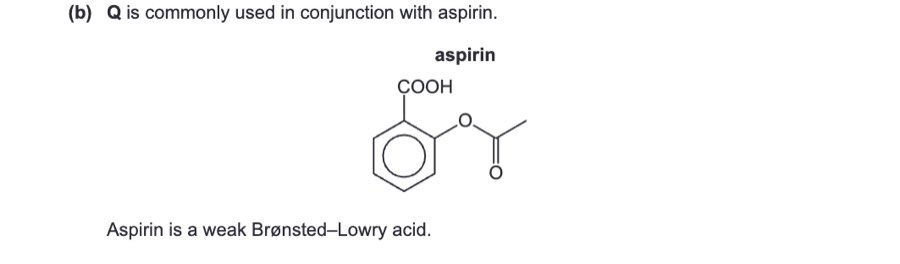 (b) Q is commonly used in conjunction with aspirin.
aspirin
COOH
O
O
Aspirin is a weak Brønsted–Lowry acid.